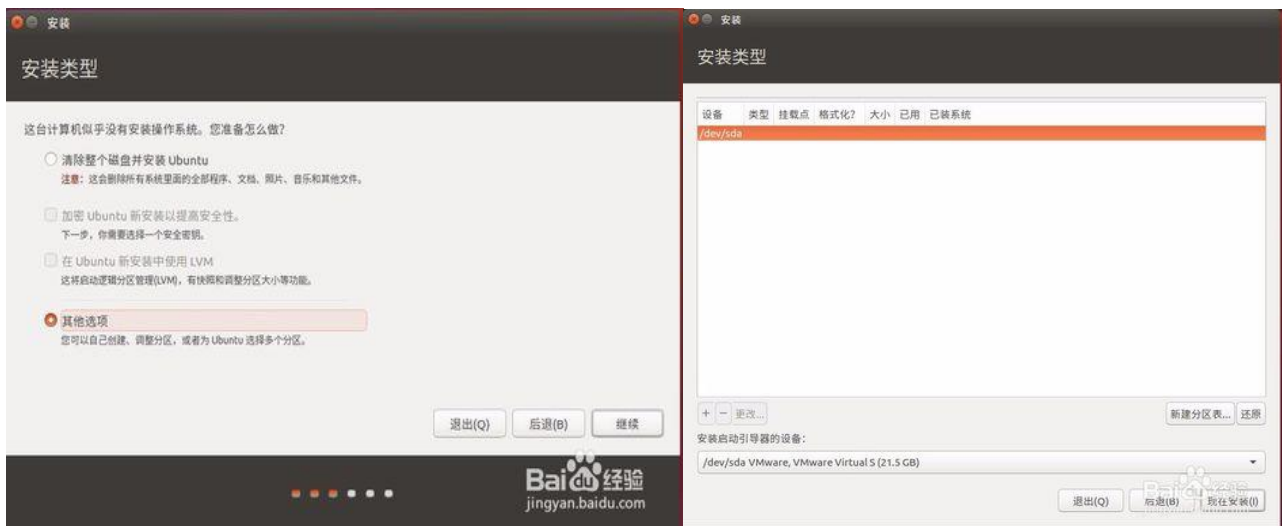 安装
安装类型
这台计算机似乎没有安装操作系统。您准备怎么做?
清除整个磁盘并安装 Ubuntu
注意：这会删除所有系统里面的全部程序、文档、照片、音乐和其他文件。
加密 Ubuntu 新安装以提高安全性。
下一步，你需要选择一个安全密钥。
在 Ubuntu 新安装中使用 LVM
这将启动逻辑分区管理(LVM)，有快照和调整分区大小等功能。
其他选项
您可以自己创建、调整分区，或者为 Ubuntu 选择多个分区。
退出(Q) 后退(B) 继续
Bai du 经验
jingyan.baidu.com
安装
安装类型
设备 类型 挂载点 格式化? 大小 已用 已装系统
/dev/sda
+ - 更改...
新建分区表... 还原
安装启动引导器的设备：
/dev/sda VMware, VMware Virtual S (21.5 GB)
退出(Q) 后退(B) 现在安装(I)